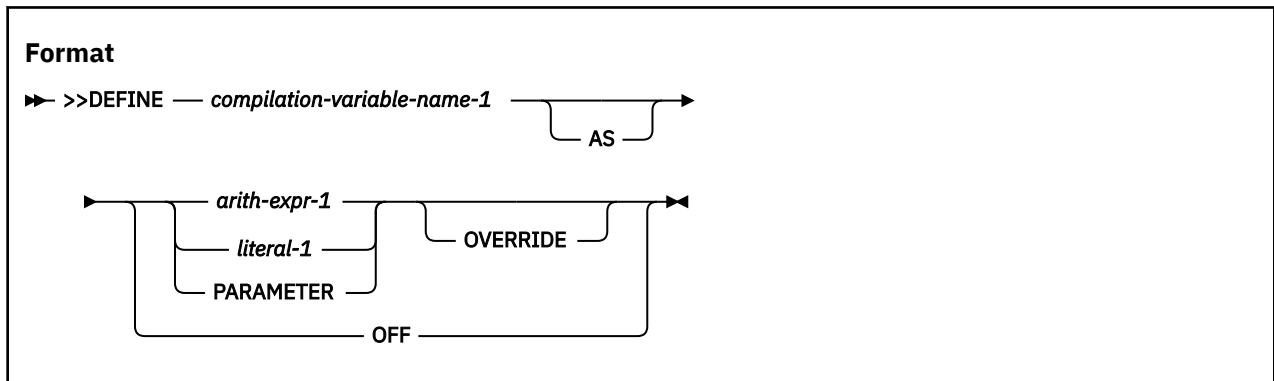 Format
>>DEFINE compilation-variable-name-1
AS
arith-expr-1
OVERRIDE
literal-1
PARAMETER
OFF